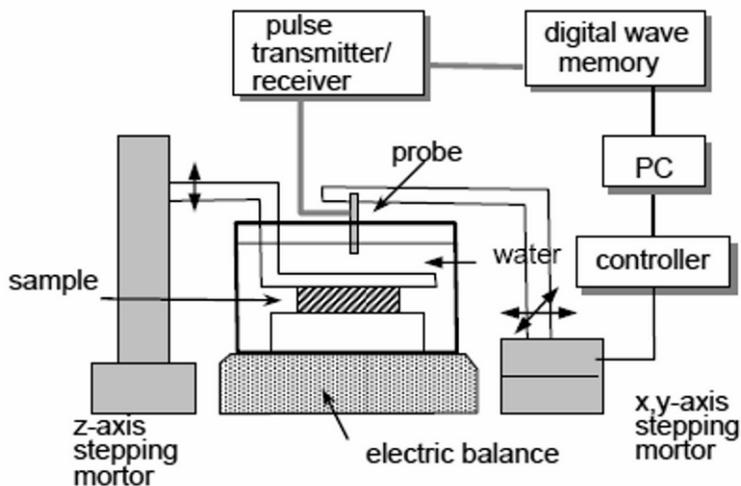 pulse
transmitter/
receiver
digital wave
memory
PC
controller
probe
water
sample
z-axis
stepping
mortor
electric balance
x,y-axis
stepping
mortor